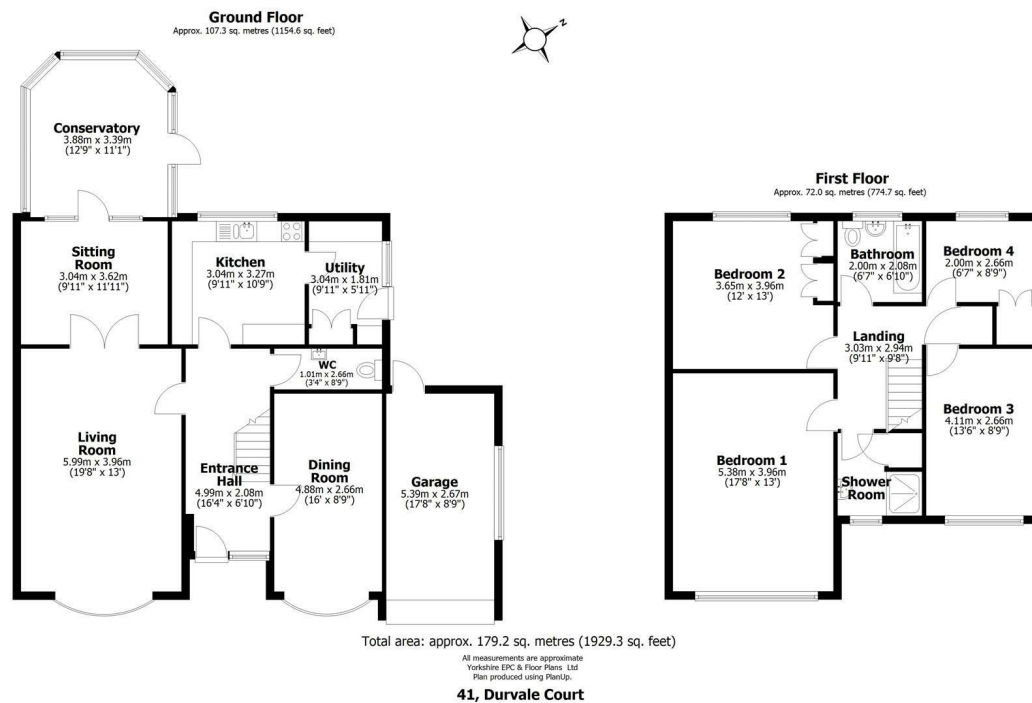 Ground Floor
Approx. 107.3 sq. metres (1154.6 sq. feet)
Z
Conservatory
3.88m x 3.39m
(12'9" x 11'1")
Sitting
Room
3.04m x 3.62m
(9'11" x 11'11")
Kitchen
3.04m x 3.27m
(9'11" x 10'9")
Utility
3.04m x 1.81m
(9'11" x 5'11")
WC
1.01m x 2.66m
(3'4" x 8'9")
Living
Room
5.99m x 3.96m
(19'8" x 13')
Entrance
Hall
4.99m x 2.08m
(16'4" x 6'10")
Dining
Room
4.88m x 2.66m
(16' x 8'9")
Garage
5.39m x 2.67m
(17'8" x 8'9")
First Floor
Approx. 72.0 sq. metres (774.7 sq. feet)
Bedroom 2
3.65m x 3.96m
(12' x 13')
Bathroom
2.00m x 2.08m
(6'7" x 6'10")
Bedroom 4
2.00m x 2.66m
(6'7" x 8'9")
Landing
3.03m x 2.94m
(9'11" x 9'8")
Bedroom 1
5.38m x 3.96m
(17'8" x 13')
Shower
Room
Bedroom 3
4.11m x 2.66m
(13'6" x 8'9")
Total area: approx. 179.2 sq. metres (1929.3 sq. feet)
All measurements are approximate
Yorkshire EPC & Floor Plans Ltd
Plan produced using PlanUp.
41, Durvale Court